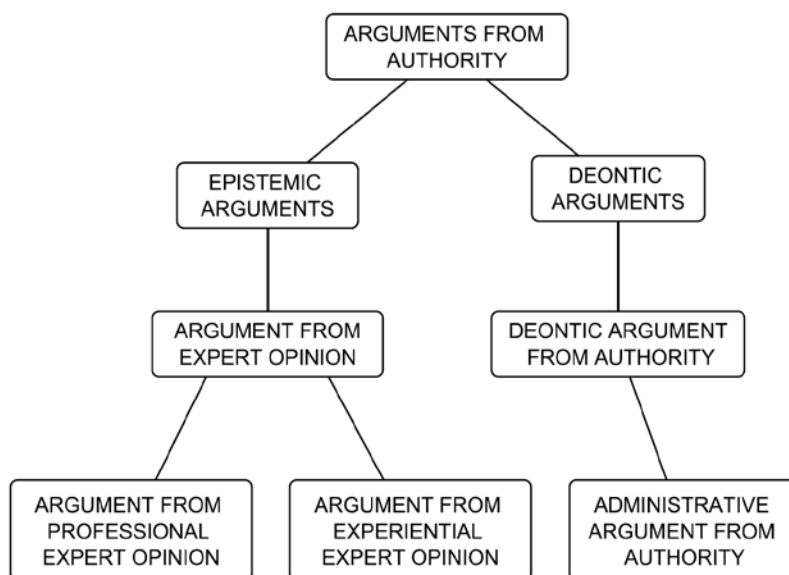 ARGUMENTS FROM
AUTHORITY
EPISTEMIC
ARGUMENTS
DEONTIC
ARGUMENTS
ARGUMENT FROM
EXPERT OPINION
DEONTIC ARGUMENT
FROM AUTHORITY
ARGUMENT FROM
PROFESSIONAL
EXPERT OPINION
ARGUMENT FROM
EXPERIENTIAL
EXPERT OPINION
ADMINISTRATIVE
ARGUMENT FROM
AUTHORITY